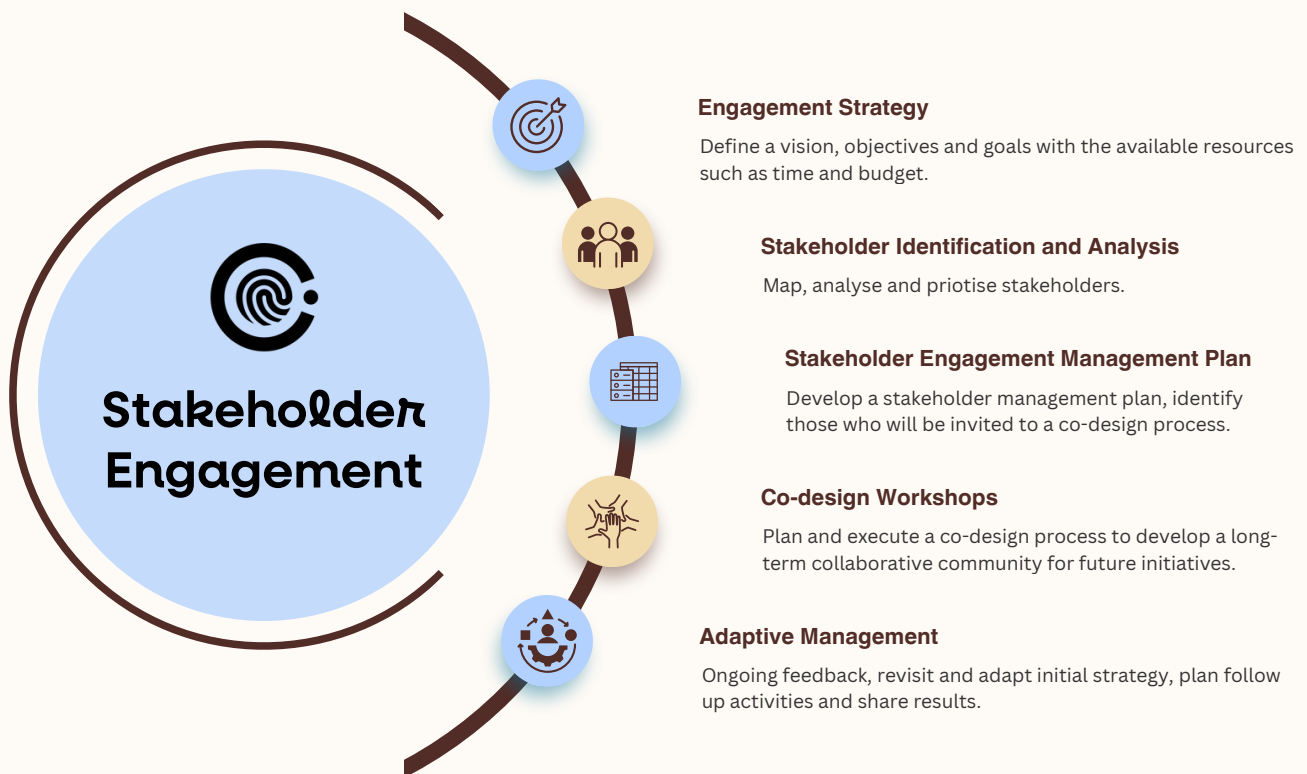 Stakeholder
Engagement
Engagement Strategy
Define a vision, objectives and goals with the available resources
such as time and budget.
Stakeholder Identification and Analysis
Map, analyse and priotise stakeholders.
Stakeholder Engagement Management Plan
Develop a stakeholder management plan, identify
those who will be invited to a co-design process.
Co-design Workshops
Plan and execute a co-design process to develop a long-
term collaborative community for future initiatives.
Adaptive Management
Ongoing feedback, revisit and adapt initial strategy, plan follow
up activities and share results.